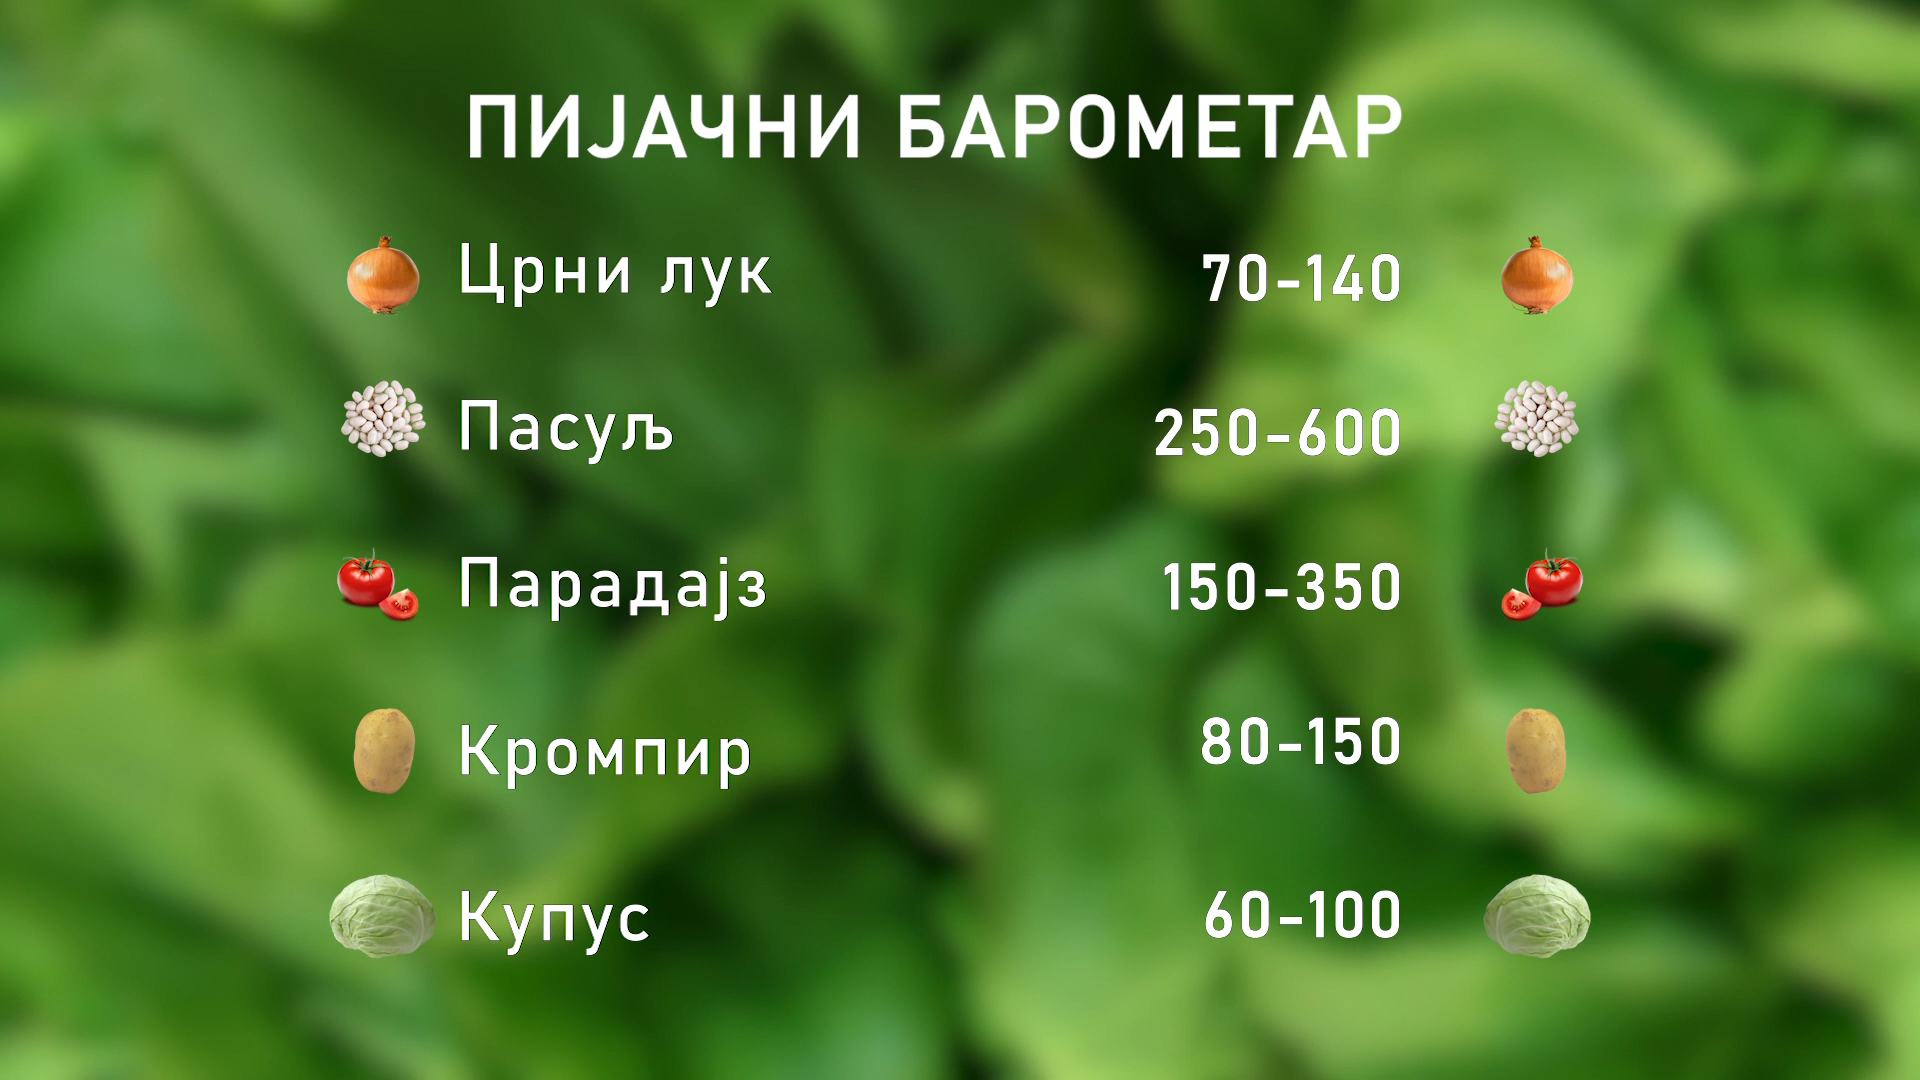 ПИЈАЧНИ БАРОМЕТАР
Црни лук 70-140
Пасуљ 250-600
Парадајз 150-350
Кромпир 80-150
Купус 60-100